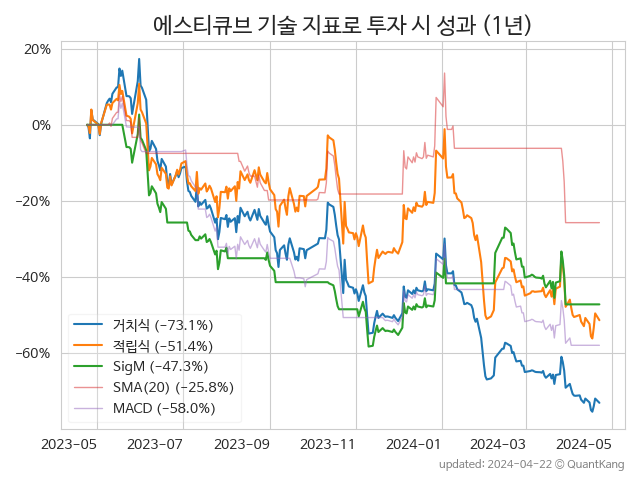 에스티큐브 기술 지표로 투자 시 성과 (1년)
20%
0%
−20%
−40%
−60%
거치식 (−73.1%)
적립식 (−51.4%)
SigM (−47.3%)
SMA(20) (−25.8%)
MACD (−58.0%)
2023-05 2023-07 2023-09 2023-11 2024-01 2024-03 2024-05
updated: 2024-04-22 © QuantKang